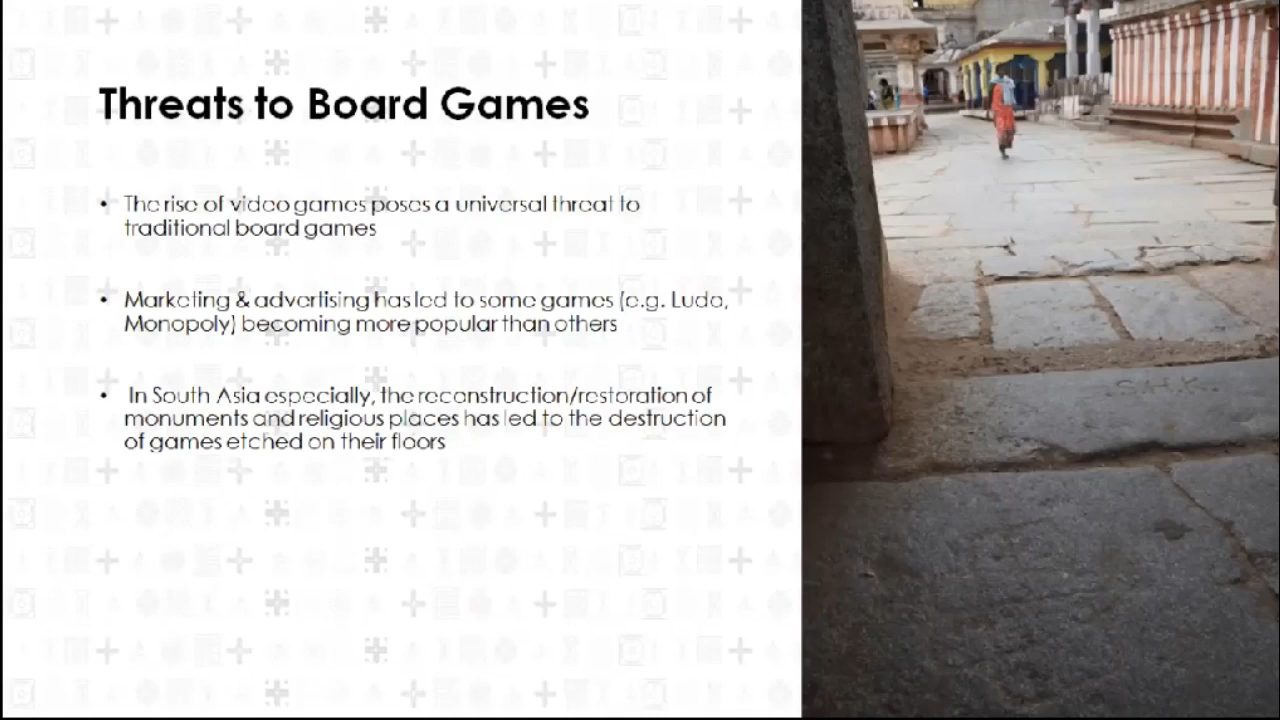 Threats to Board Games
• The rise of video games poses a universal threat to
traditional board games
• Marketing & advertising has led to some games (e.g. Ludo,
Monopoly) becoming more popular than others
• In South Asia especially, the reconstruction/restoration of
monuments and religious places has led to the destruction
of games etched on their floors